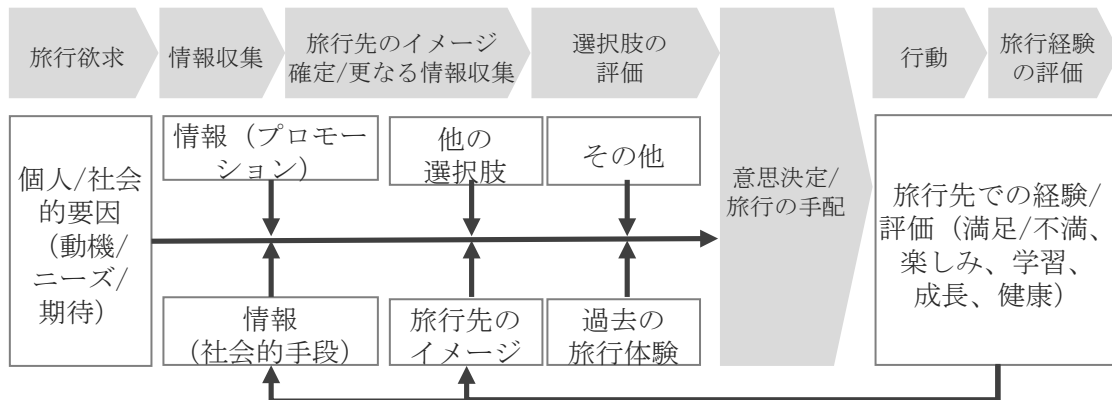 旅行欲求
情報収集
旅行先のイメージ
確定/更なる情報収集
選択肢の
評価
意思決定/
旅行の手配
行動
旅行経験
の評価
個人/社会
的要因
（動機/
ニーズ/
期待）
情報（プロモー
ション）
他の
選択肢
その他
情報
（社会的手段）
旅行先の
イメージ
過去の
旅行体験
旅行先での経験/
評価（満足/不満、
楽しみ、学習、
成長、健康）